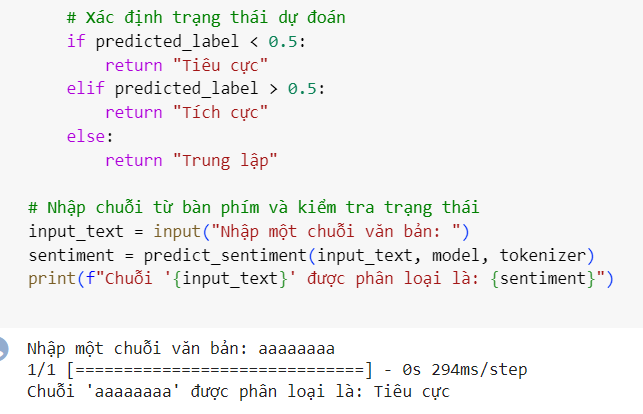 # Xác định trạng thái dự đoán
if predicted_label < 0.5:
return "Tiêu cực"
elif predicted_label > 0.5:
return "Tích cực"
else:
return "Trung lập"
# Nhập chuỗi từ bàn phím và kiểm tra trạng thái
input_text = input("Nhập một chuỗi văn bản: ")
sentiment = predict_sentiment(input_text, model, tokenizer)
print(f"Chuỗi '{input_text}' được phân loại là: {sentiment}")
Nhập một chuỗi văn bản: aaaaaaaa
1/1 [==============================] - 0s 294ms/step
Chuỗi 'aaaaaaaa' được phân loại là: Tiêu cực